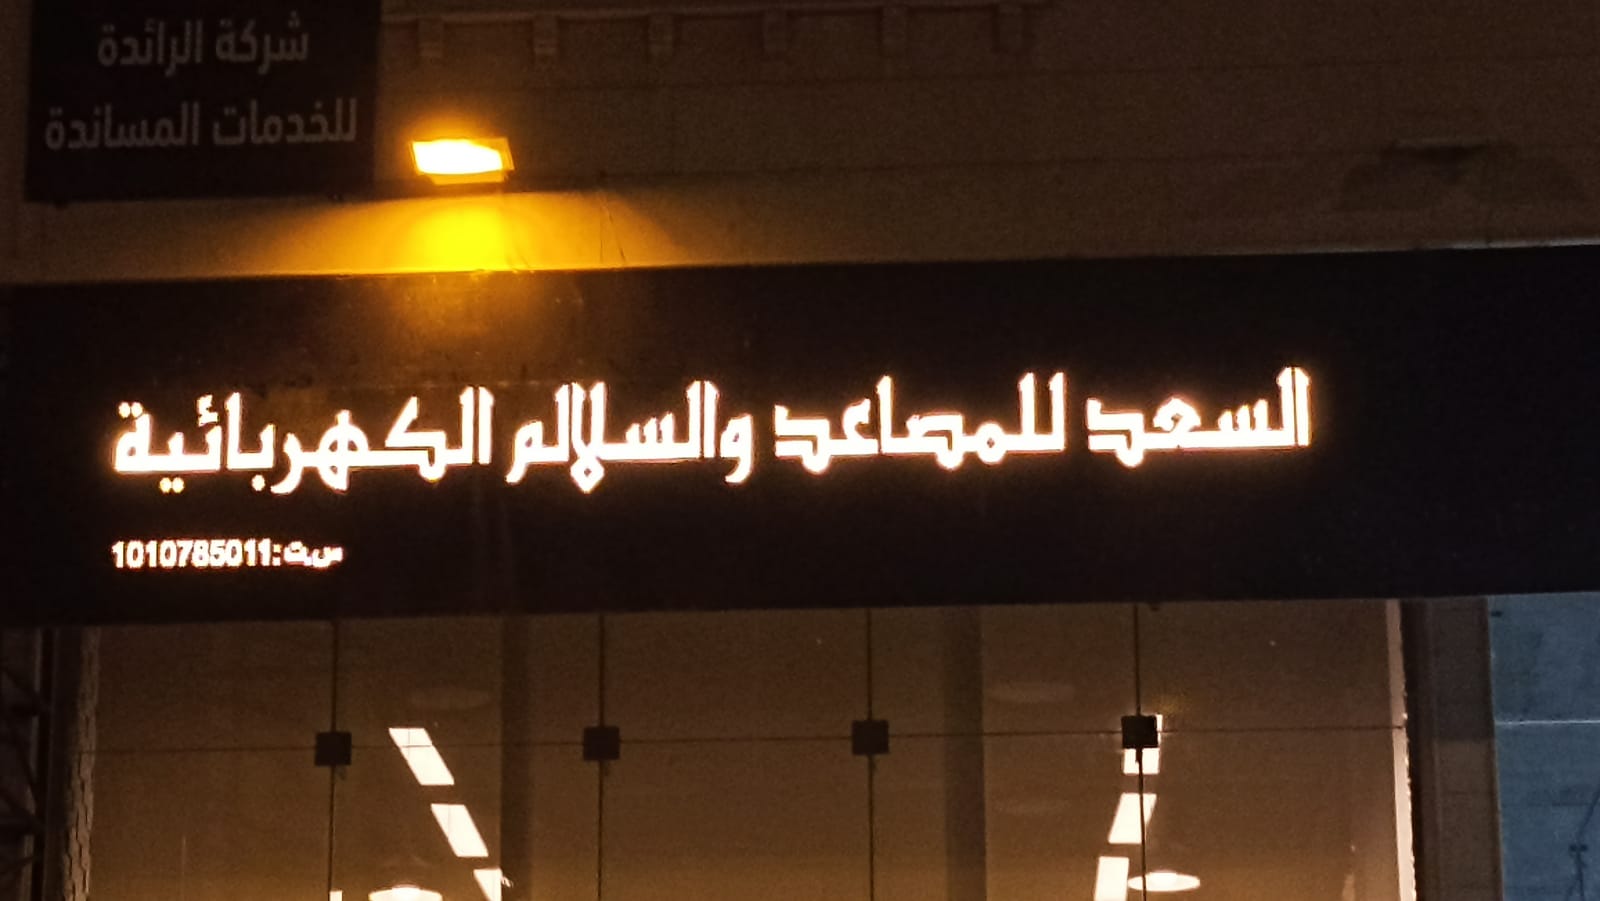 شركة الرائدة
للخدمات المساندة
السعد للمصاعد والسلالم الكهربائية
س.ت:1010785011